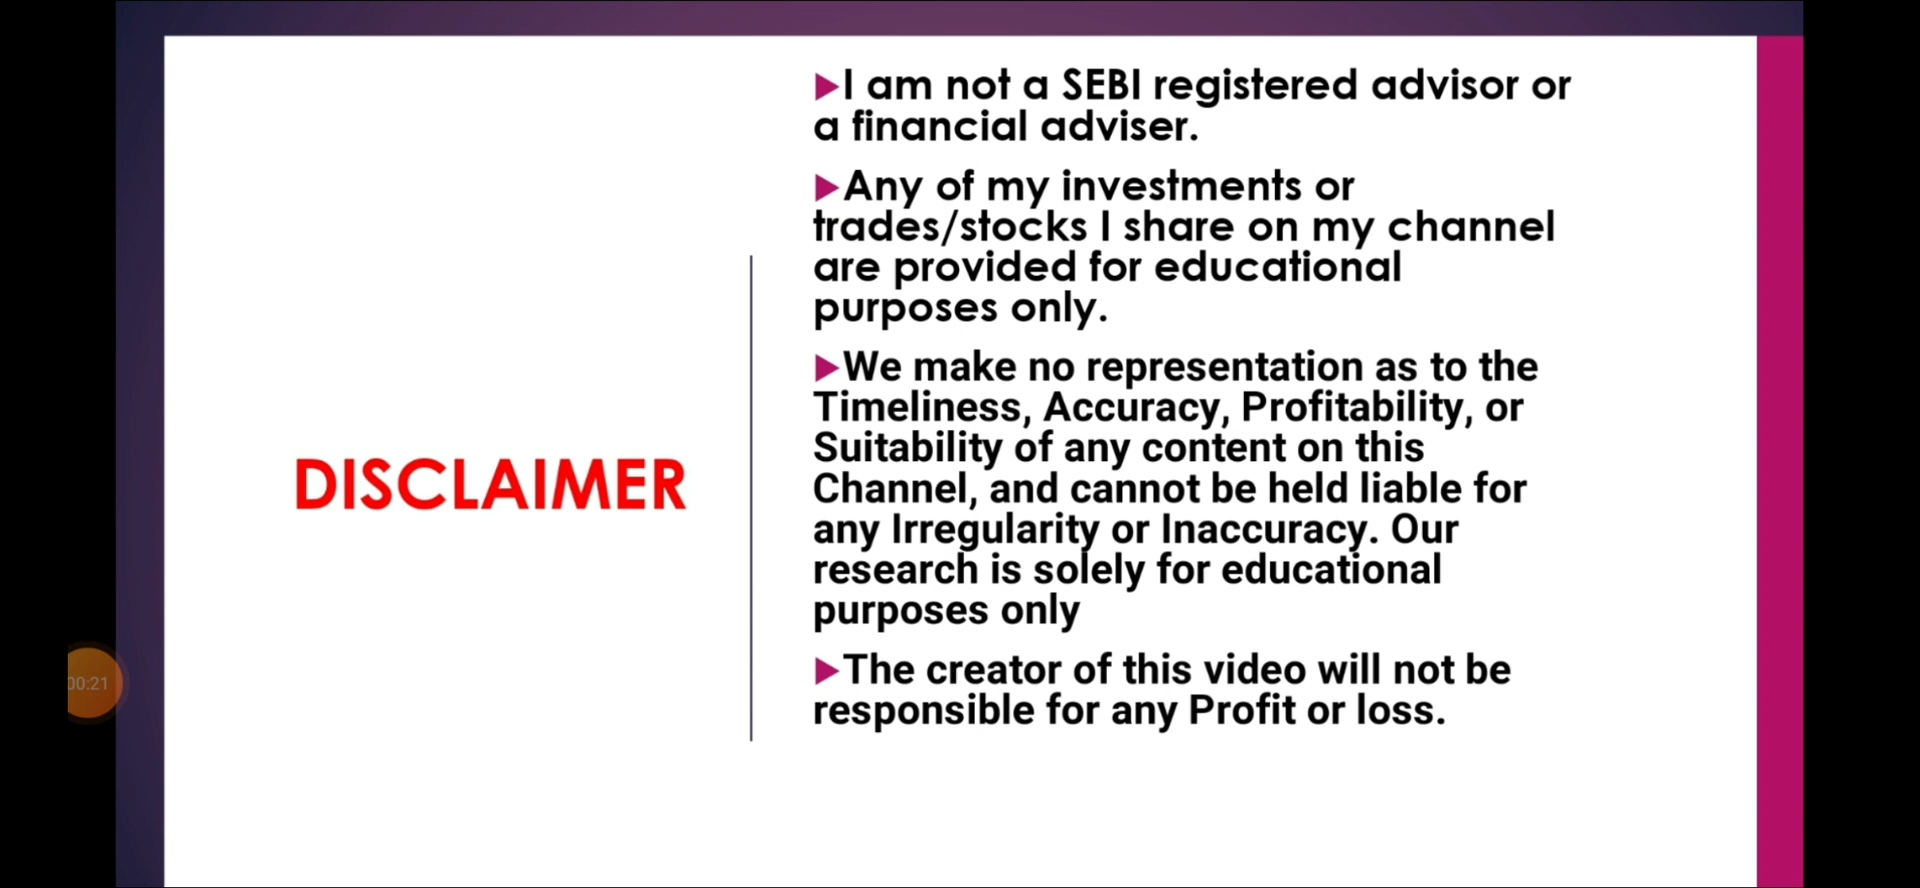 ►I am not a SEBI registered advisor or
a financial adviser.
►Any of my investments or
trades/stocks I share on my channel
are provided for educational
purposes only.
►We make no representation as to the
Timeliness, Accuracy, Profitability, or
Suitability of any content on this
Channel, and cannot be held liable for
any Irregularity or Inaccuracy. Our
research is solely for educational
purposes only
►The creator of this video will not be
responsible for any Profit or loss.
DISCLAIMER
00:21